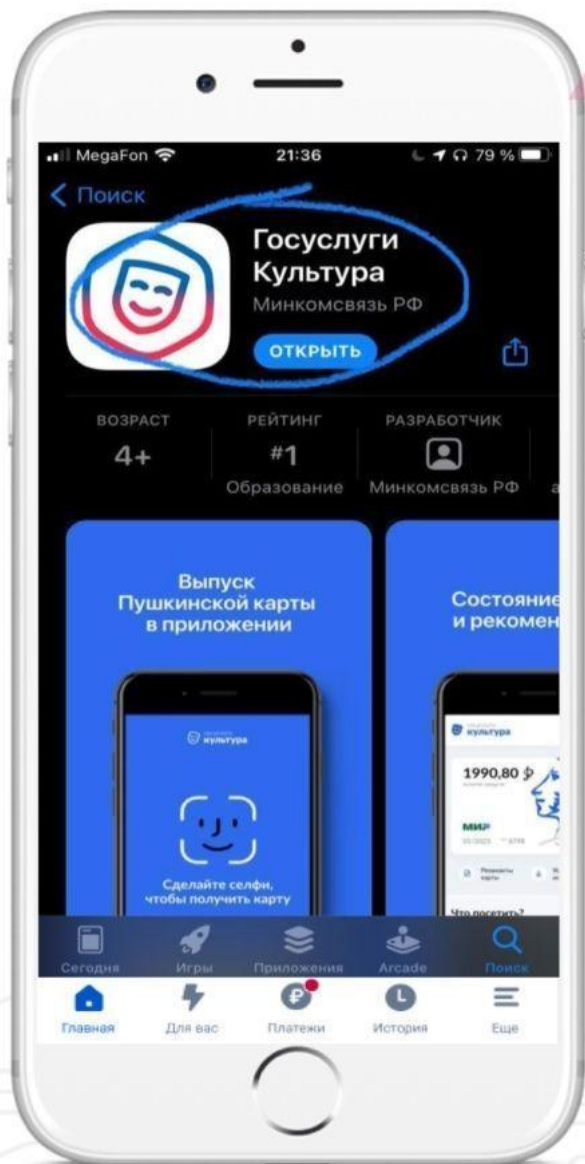 MegaFon
21:36
79 %
Поиск
Госуслуги
Культура
Минкомсвязь РФ
ОТКРЫТЬ
ВОЗРАСТ
4+
РЕЙТИНГ
#1
Образование
РАЗРАБОТЧИК
Минкомсвязь РФ
Выпуск
Пушкинской карты
в приложении
культура
Сделайте селфи,
чтобы получить карту
Состояние
и рекомен
культура
1990,80
МИР
Реквизиты
карты
Что посетить?
Сегодня
Игры
Приложения
Arcade
Поиск
Главная
Для вас
Платежи
История
Еще